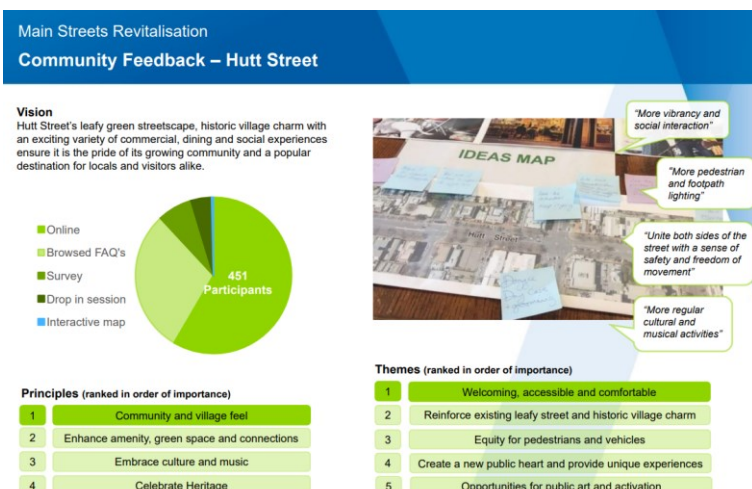 Main Streets Revitalisation
Community Feedback – Hutt Street
Vision
Hutt Street's leafy green streetscape, historic village charm with
an exciting variety of commercial, dining and social experiences
ensure it is the pride of its growing community and a popular
destination for locals and visitors alike.
Online
Browsed FAQ's
Survey
Drop in session
Interactive map
451
Participants
Principles (ranked in order of importance)
1 Community and village feel
2 Enhance amenity, green space and connections
3 Embrace culture and music
4 Celebrate Heritage
IDEAS MAP
Hutt Street
"More vibrancy and
social interaction"
"More pedestrian
and footpath
lighting"
"Unite both sides of the
street with a sense of
safety and freedom of
movement"
"More regular
cultural and
musical activities"
Themes (ranked in order of importance)
1 Welcoming, accessible and comfortable
2 Reinforce existing leafy street and historic village charm
3 Equity for pedestrians and vehicles
4 Create a new public heart and provide unique experiences
5 Opportunities for public art and activation